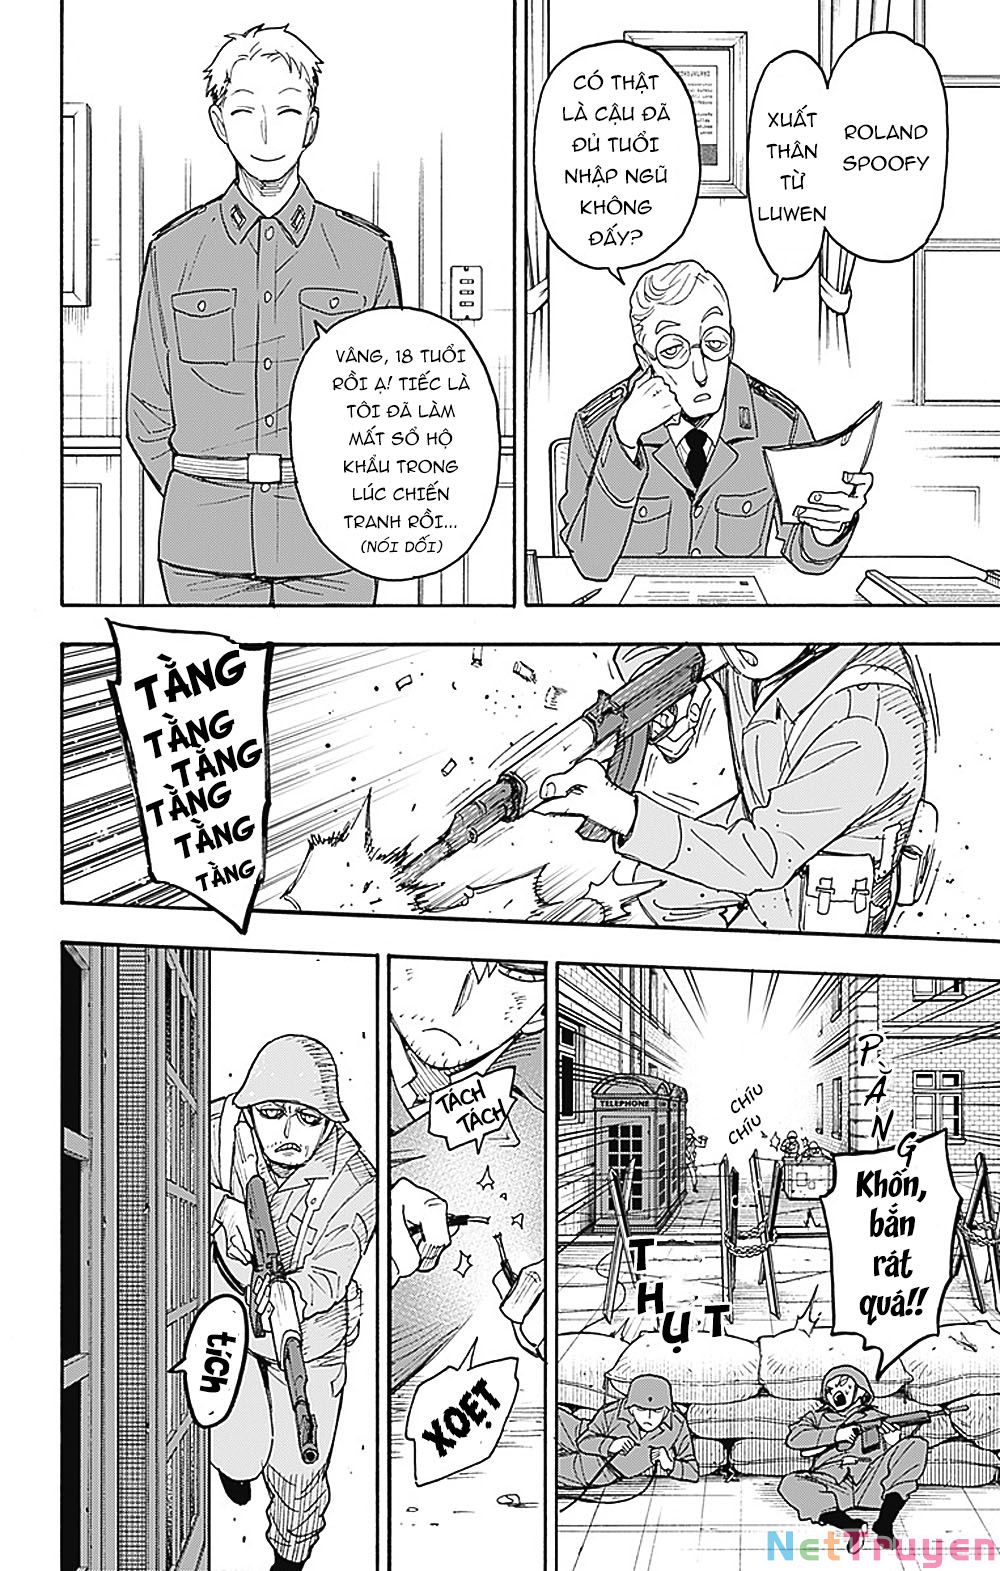 ROLAND
SPOOFY
XUẤT
THÂN
TỪ
LUWEN
CÓ THẬT
LÀ CẬU ĐÃ
ĐỦ TUỔI
NHẬP NGŨ
KHÔNG
ĐẤY?
VÂNG, 18 TUỔI
RỒI Ạ! TIẾC LÀ
TÔI ĐÃ LÀM
MẤT SỔ HỘ
KHẨU TRONG
LÚC CHIẾN
TRANH RỒI...
(NÓI DỐI)
TẰNG
TẰNG
TẰNG
TẰNG
TẰNG
TẰNG
PẰNG
CHÍU
CHÍU
TELEPHONE
Khốn,
bắn
rát
quá!!
THỤT
TÁCH
TÁCH
XOẸT
tích
NetTruyen